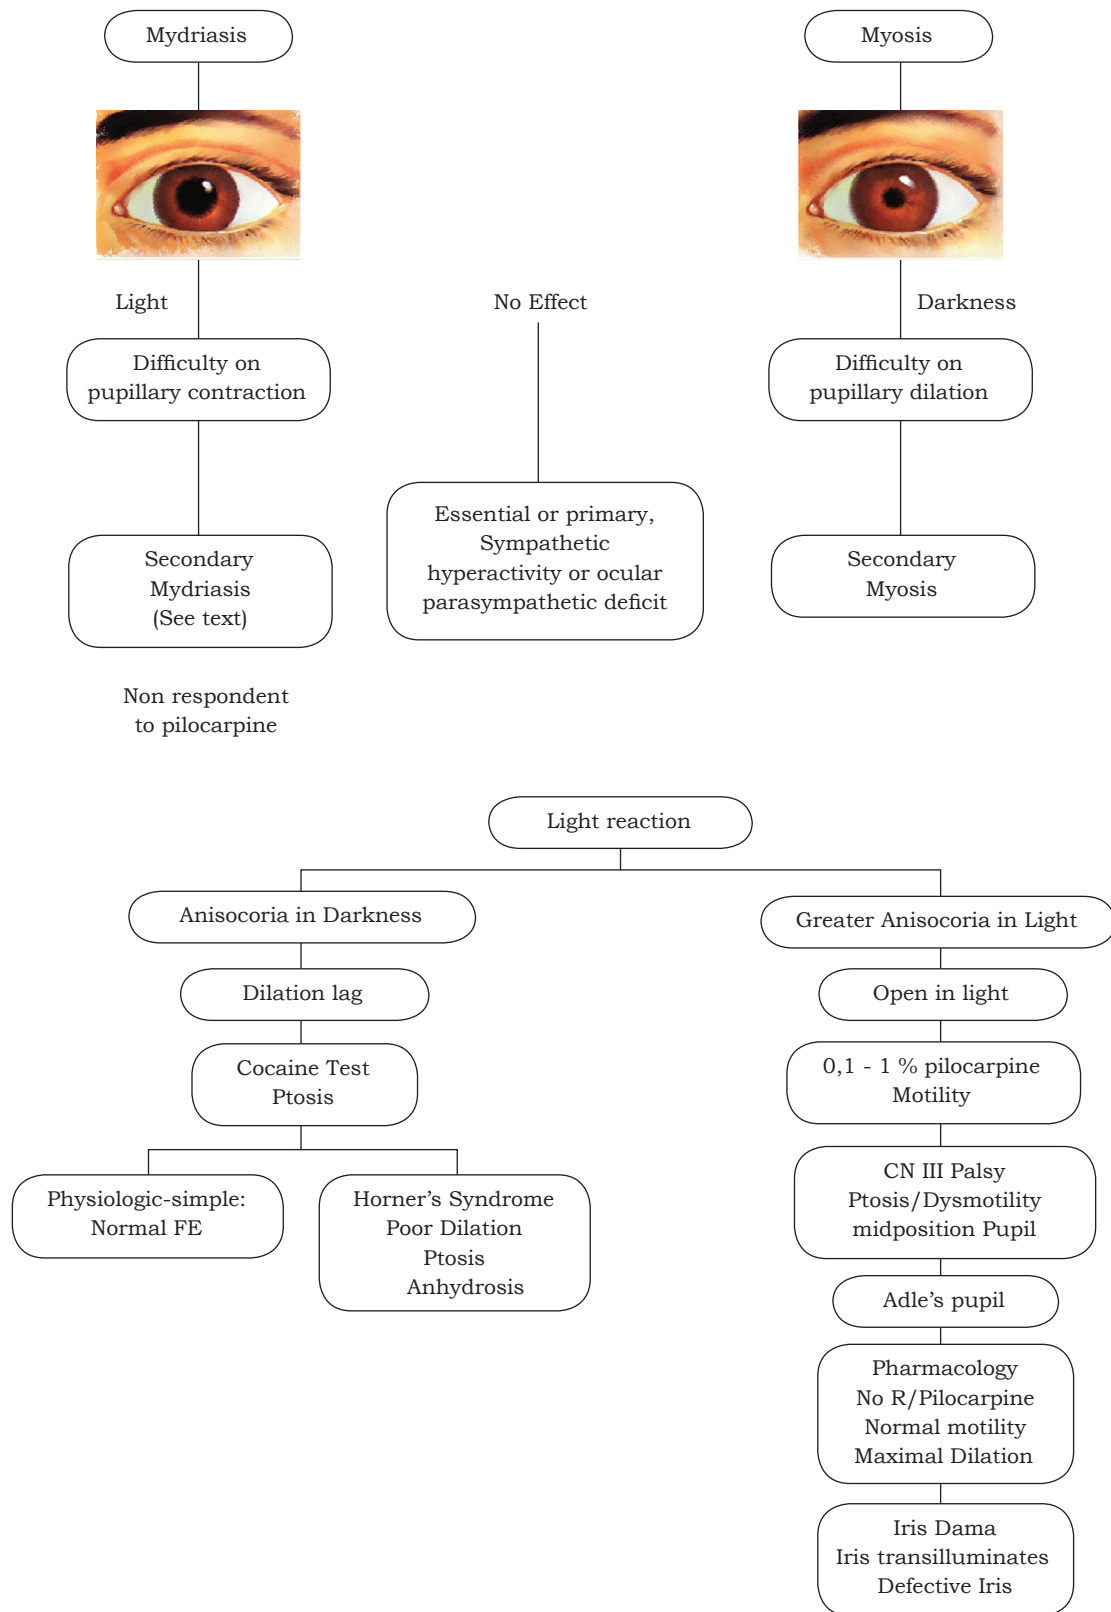 Mydriasis
Myosis
Light
No Effect
Darkness
Difficulty on
pupillary contraction
Difficulty on
pupillary dilation
Essential or primary,
Sympathetic
hyperactivity or ocular
parasympathetic deficit
Secondary
Mydriasis
(See text)
Secondary
Myosis
Non respondent
to pilocarpine
Light reaction
Anisocoria in Darkness
Greater Anisocoria in Light
Dilation lag
Open in light
Cocaine Test
Ptosis
0,1 - 1 % pilocarpine
Motility
Physiologic-simple:
Normal FE
Horner's Syndrome
Poor Dilation
Ptosis
Anhydrosis
CN III Palsy
Ptosis/Dysmotility
midposition Pupil
Adle's pupil
Pharmacology
No R/Pilocarpine
Normal motility
Maximal Dilation
Iris Dama
Iris transilluminates
Defective Iris